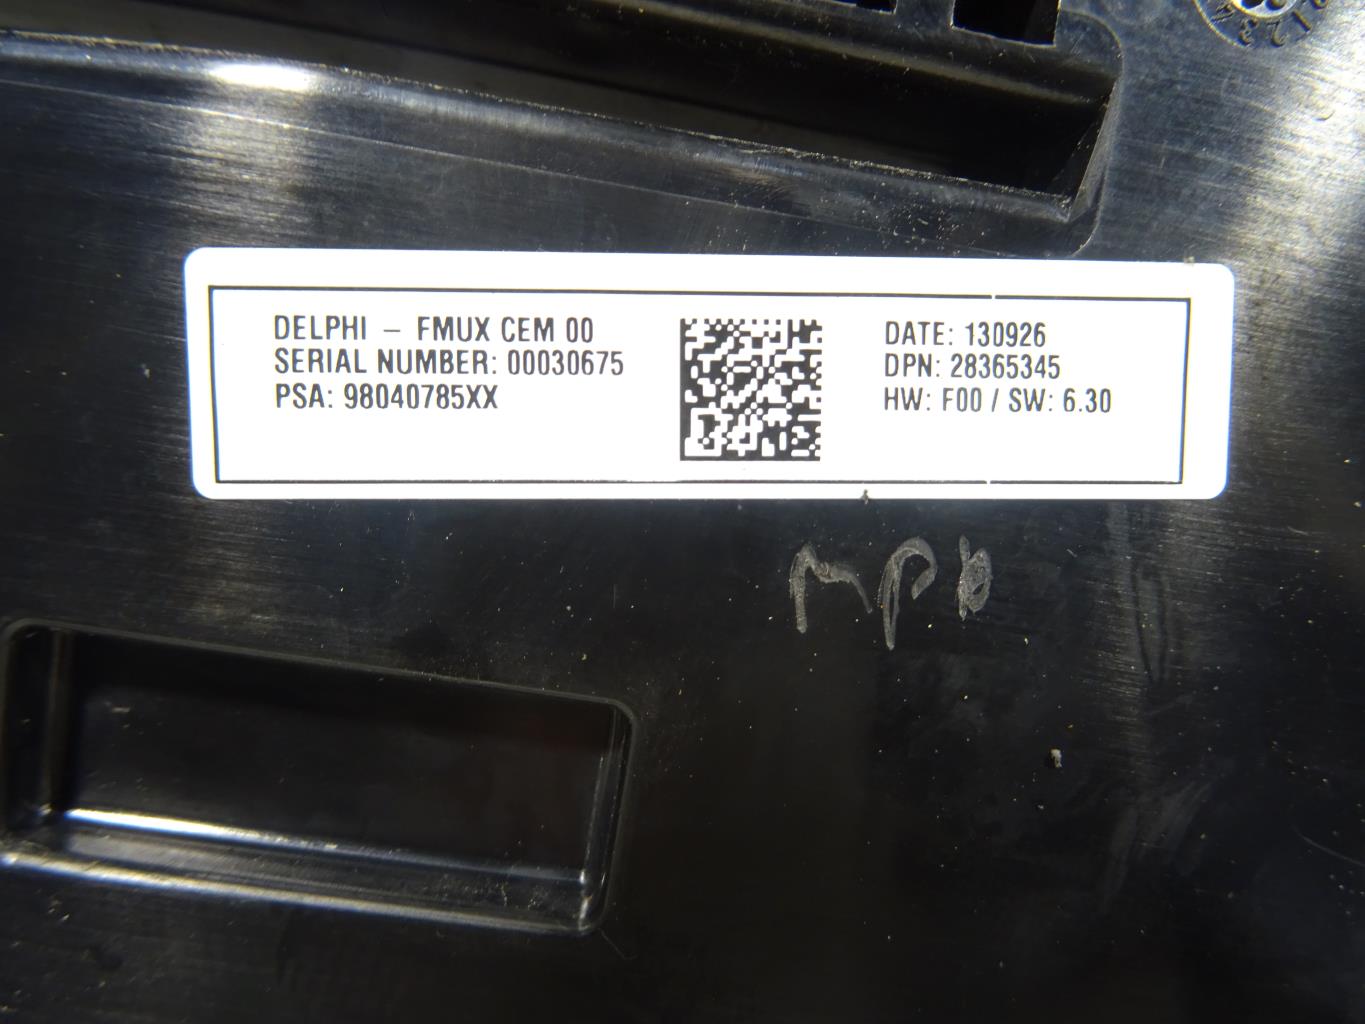 DELPHI – FMUX CEM 00
SERIAL NUMBER: 00030675
PSA: 98040785XX
DATE: 130926
DPN: 28365345
HW: F00 / SW: 6.30